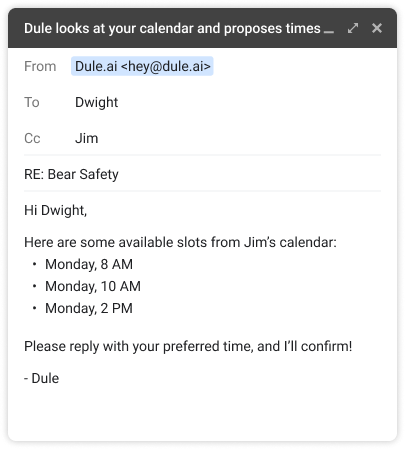 Dule looks at your calendar and proposes times
From Dule.ai <hey@dule.ai>
To Dwight
Cc Jim
RE: Bear Safety
Hi Dwight,
Here are some available slots from Jim’s calendar:
• Monday, 8 AM
• Monday, 10 AM
• Monday, 2 PM
Please reply with your preferred time, and I’ll confirm!
- Dule